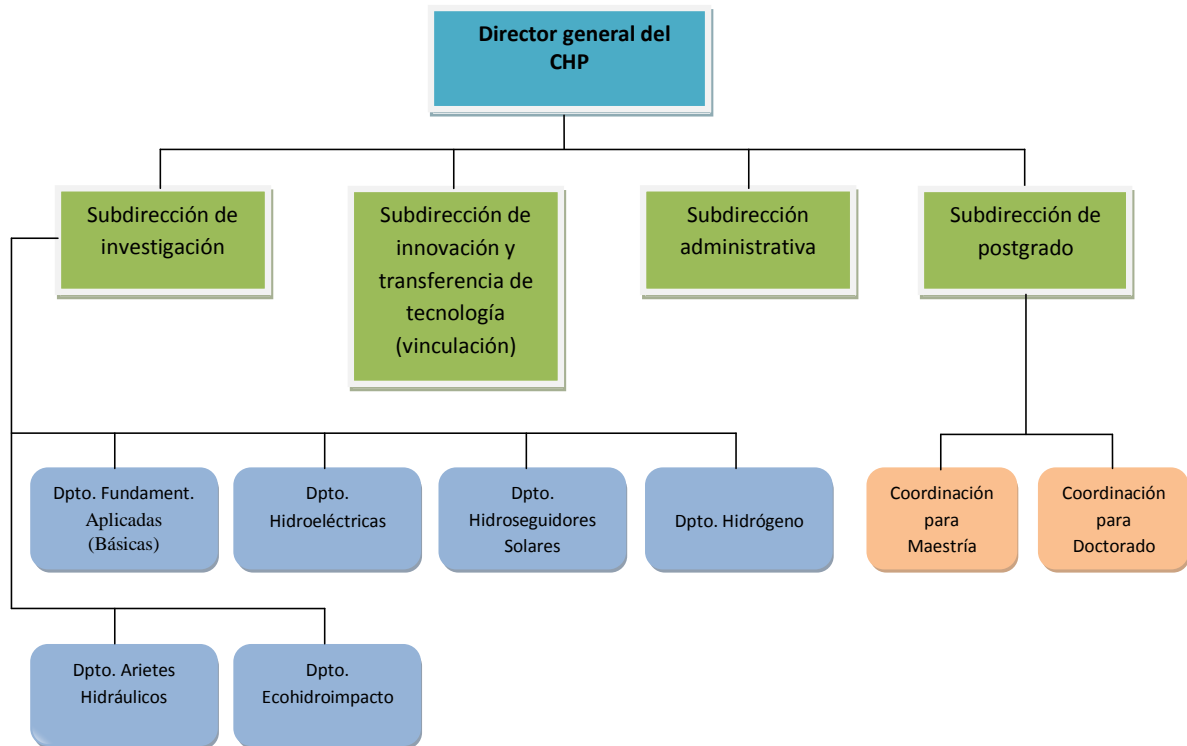 Director general del
CHP
Subdirección de
investigación
Subdirección de
innovación y
transferencia de
tecnología
(vinculación)
Subdirección
administrativa
Subdirección de
postgrado
Dpto. Fundament.
Aplicadas
(Básicas)
Dpto.
Hidroeléctricas
Dpto.
Hidroseguidores
Solares
Dpto. Hidrógeno
Coordinación
para
Maestría
Coordinación
para
Doctorado
Dpto. Arietes
Hidráulicos
Dpto.
Ecohidroimpacto